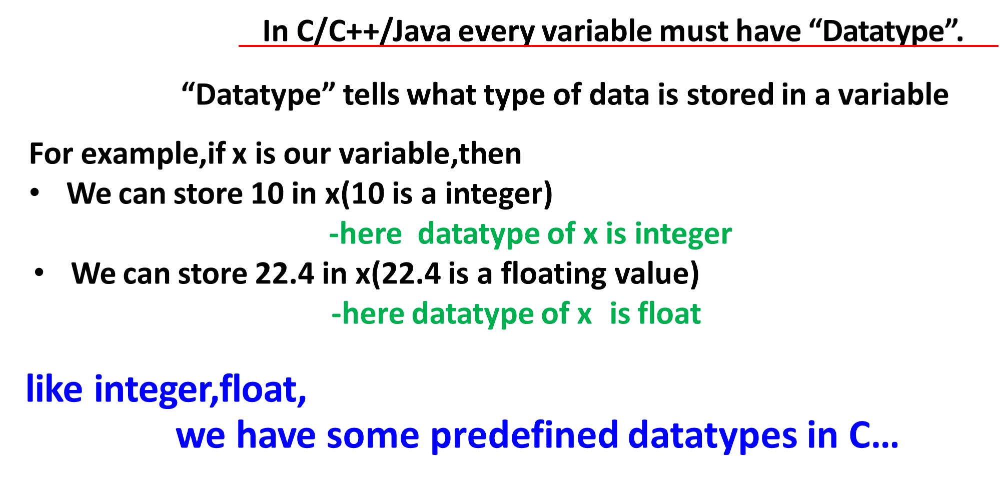 In C/C++/Java every variable must have “Datatype”.
“Datatype” tells what type of data is stored in a variable
For example,if x is our variable,then
• We can store 10 in x(10 is a integer)
-here datatype of x is integer
• We can store 22.4 in x(22.4 is a floating value)
-here datatype of x is float
like integer,float,
we have some predefined datatypes in C...